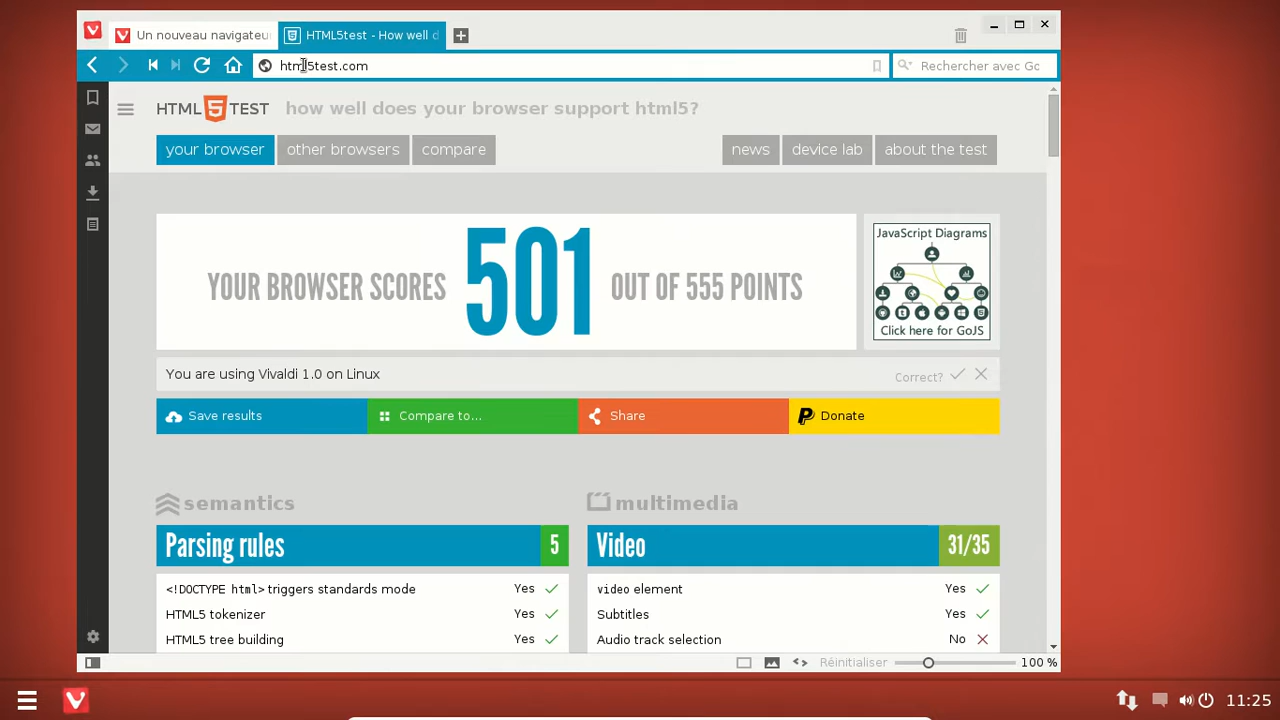 Un nouveau navigateu
HTML5test - How well d
html5test.com
Rechercher avec Go
HTML 5 TEST
how well does your browser support html5?
your browser
other browsers
compare
news
device lab
about the test
YOUR BROWSER SCORES 501 OUT OF 555 POINTS
JavaScript Diagrams
Click here for GoJS
You are using Vivaldi 1.0 on Linux
Correct?
Save results
Compare to...
Share
Donate
semantics
Parsing rules 5
<!DOCTYPE html> triggers standards mode Yes
HTML5 tokenizer Yes
HTML5 tree building Yes
multimedia
Video 31/35
video element Yes
Subtitles Yes
Audio track selection No
Réinitialiser
100 %
11:25